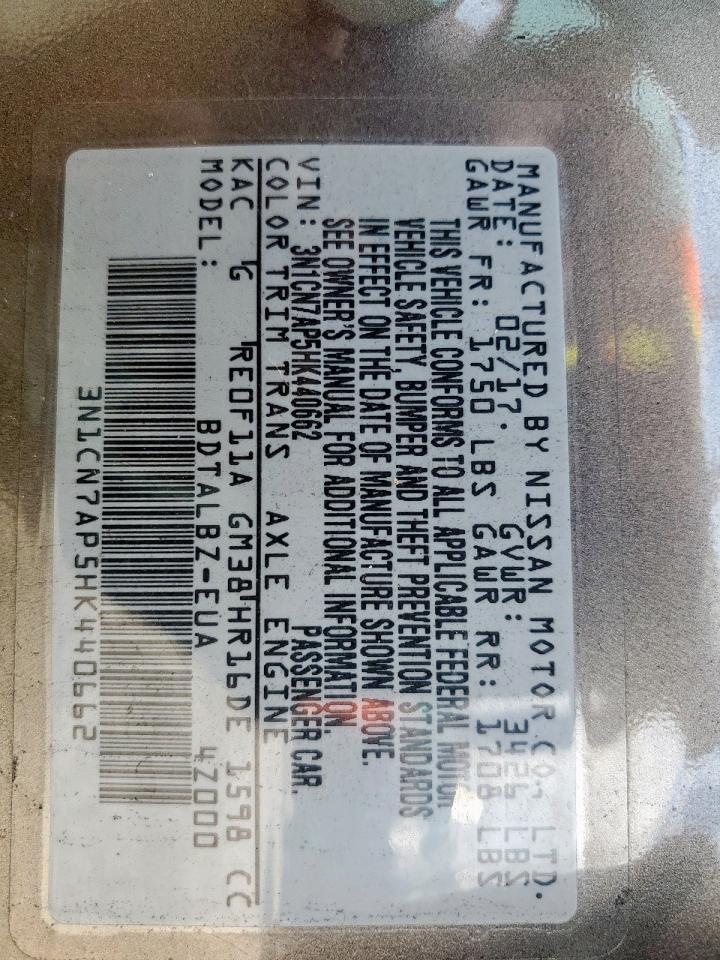 MANUFACTURED BY NISSAN MOTOR CO., LTD.
DATE: 02/17. GVWR: 3426 LBS
GAWR FR: 1750 LBS GAWR RR: 1708 LBS
THIS VEHICLE CONFORMS TO ALL APPLICABLE FEDERAL MOTOR
VEHICLE SAFETY, BUMPER AND THEFT PREVENTION STANDARDS
IN EFFECT ON THE DATE OF MANUFACTURE SHOWN ABOVE.
SEE OWNER'S MANUAL FOR ADDITIONAL INFORMATION.
VIN: 3N1CN7AP5HK440662 PASSENGER CAR.
COLOR TRIM TRANS AXLE ENGINE
KAC G RE0F11A GM38 HR16DE 1598 CC
MODEL: BDTALBZ-EUA 4Z000
3N1CN7AP5HK440662